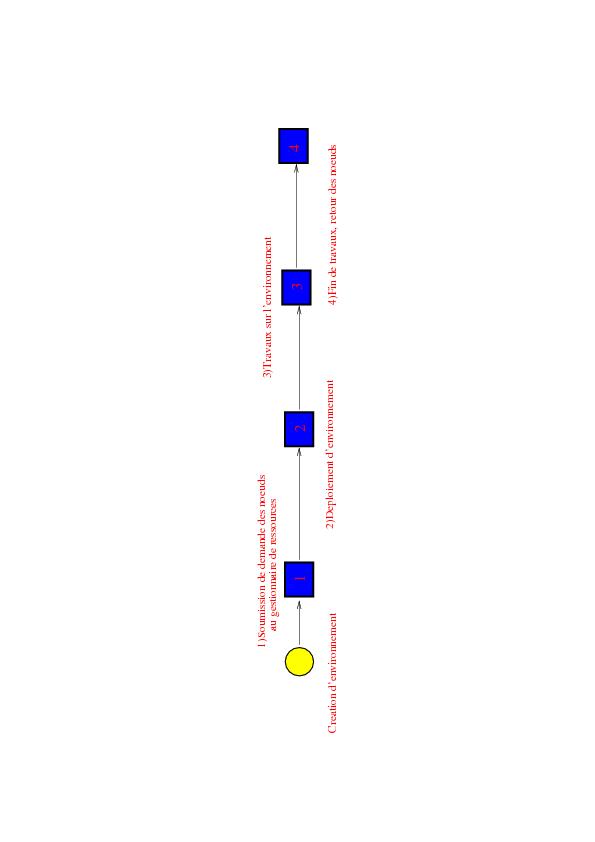 Creation d'environnement
1)Soumission de demande des noeuds
au gestionnaire de ressources
1
2)Deploiement d'environnement
2
3)Travaux sur l'environnement
3
4)Fin de travaux, retour des noeuds
4